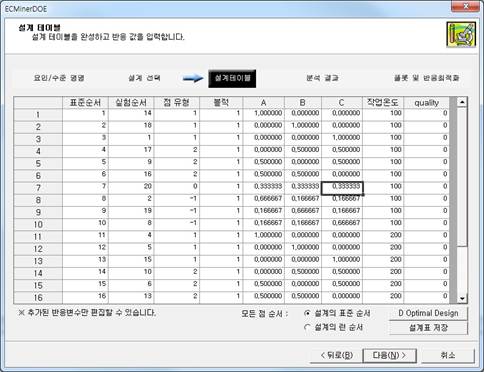 ECMinerDOE
설계 테이블
설계 테이블을 완성하고 반응 값을 입력합니다.
요인/수준 명명 설계 선택 설계테이블 분석 결과 플롯 및 반응최적화
표준순서 실험순서 점 유형 블럭 A B C 작업온도 quality
1 1 14 1 1 1,000000 0,000000 0,000000 100 0
2 2 18 1 1 0,000000 1,000000 0,000000 100 0
3 3 1 1 1 0,000000 0,000000 1,000000 100 0
4 4 17 2 1 0,500000 0,500000 0,000000 100 0
5 5 9 2 1 0,500000 0,000000 0,500000 100 0
6 6 16 2 1 0,000000 0,500000 0,500000 100 0
7 7 20 0 1 0,333333 0,333333 0,333333 100 0
8 8 2 -1 1 0,666667 0,166667 0,166667 100 0
9 9 19 -1 1 0,166667 0,666667 0,166667 100 0
10 10 8 -1 1 0,166667 0,166667 0,666667 100 0
11 11 4 1 1 1,000000 0,000000 0,000000 200 0
12 12 5 1 1 0,000000 1,000000 0,000000 200 0
13 13 15 1 1 0,000000 0,000000 1,000000 200 0
14 14 10 2 1 0,500000 0,500000 0,000000 200 0
15 15 6 2 1 0,500000 0,000000 0,500000 200 0
16 16 13 2 1 0,000000 0,500000 0,500000 200 0
※ 추가된 반응변수만 편집할 수 있습니다. 모든 점 순서 : 설계의 표준 순서 D Optimal Design
설계의 런 순서 설계표 저장
< 뒤로(B) 다음(N) > 취소